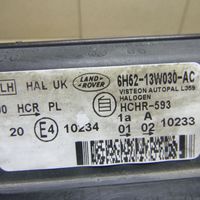 LH HAL UK LAND- ROVER 6H52-13W030-AC
VISTEON AUTOPAL L359
HALOGEN
00 HCR PL HCHR-593
1a A
20 E4 10234 01 02 10233